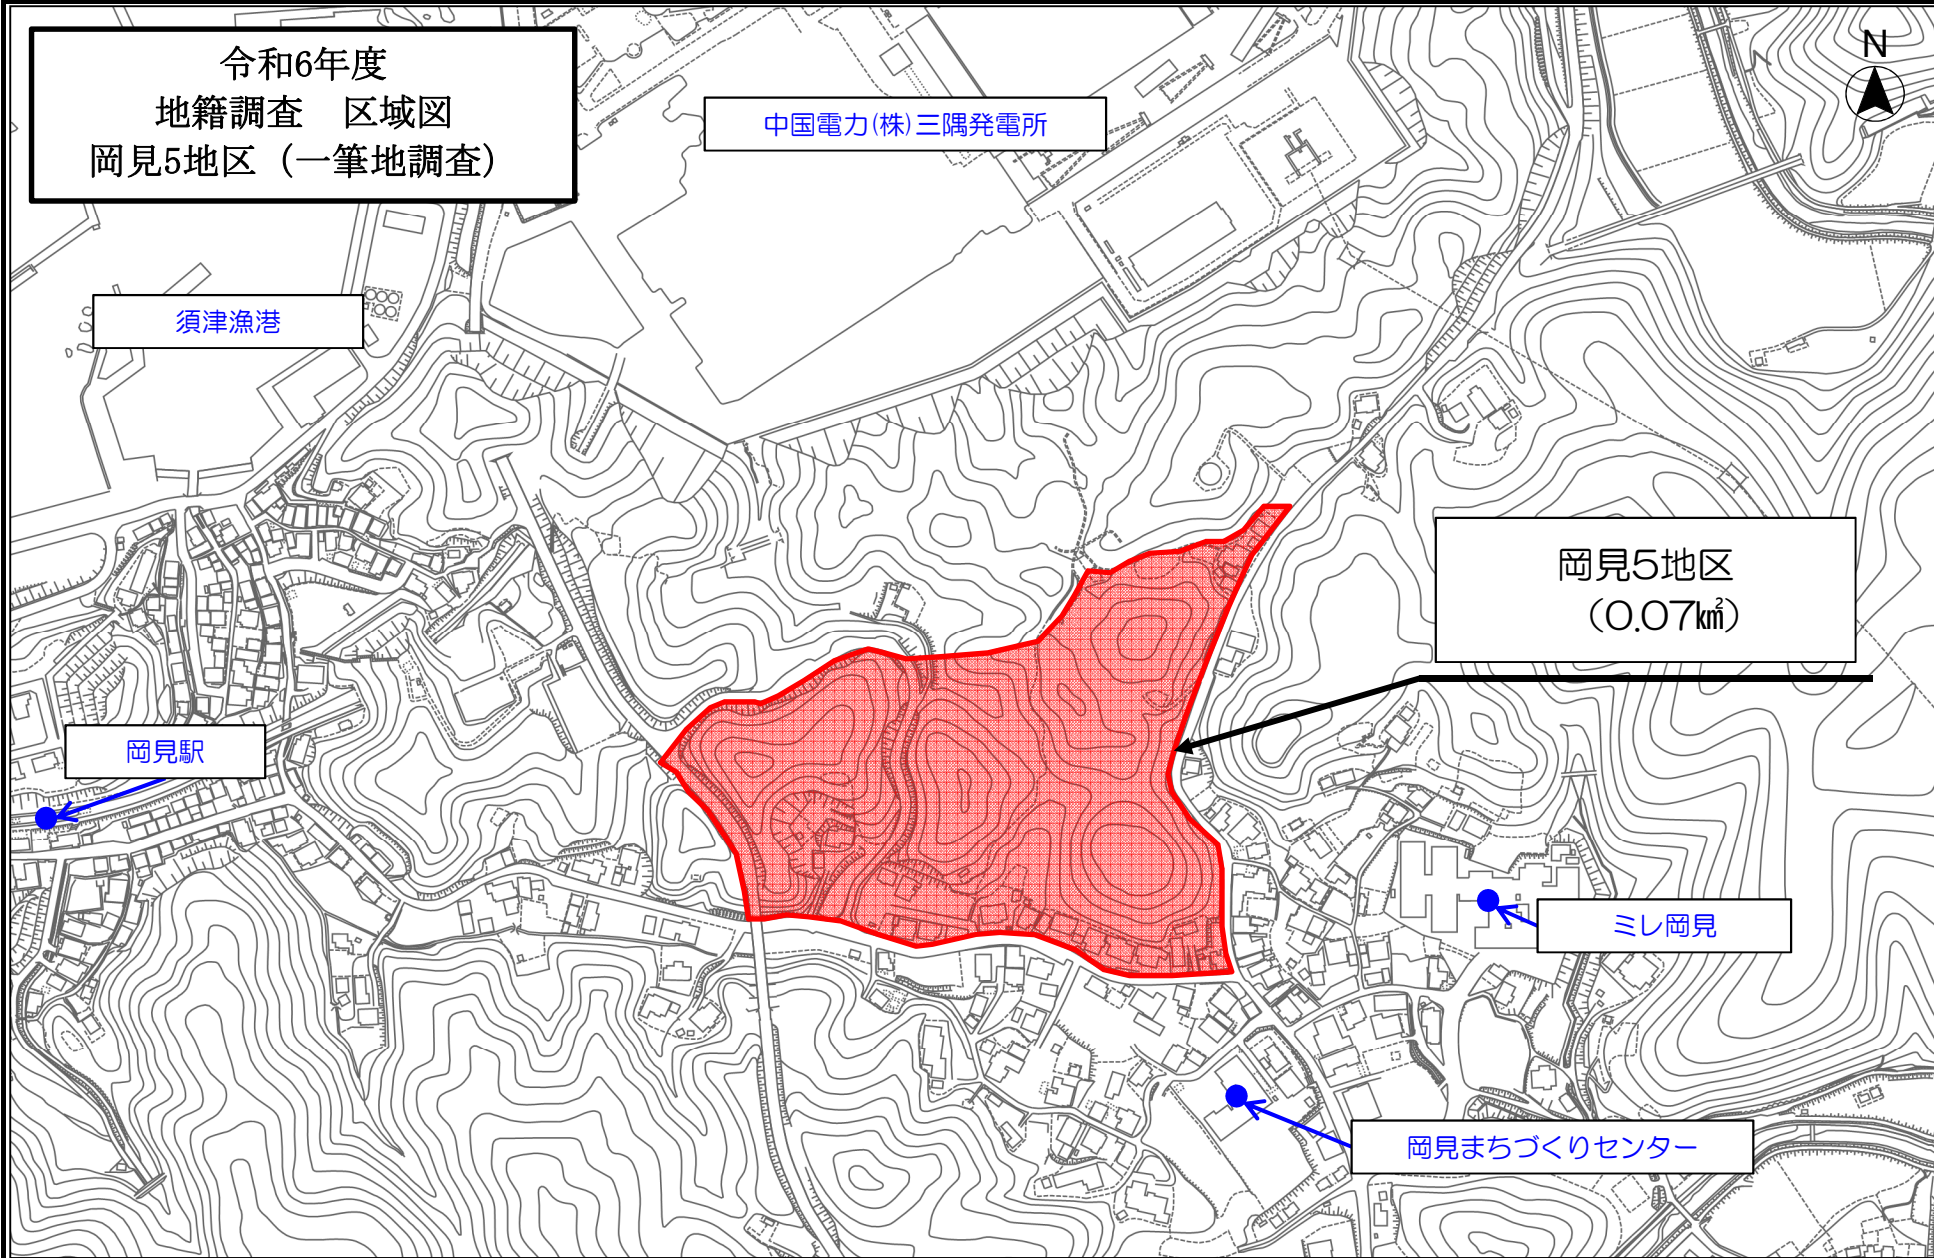 令和6年度
地籍調査　区域図
岡見5地区（一筆地調査）
中国電力(株)三隅発電所
N
須津漁港
岡見5地区
（0.07㎢）
岡見駅
ミレ岡見
岡見まちづくりセンター